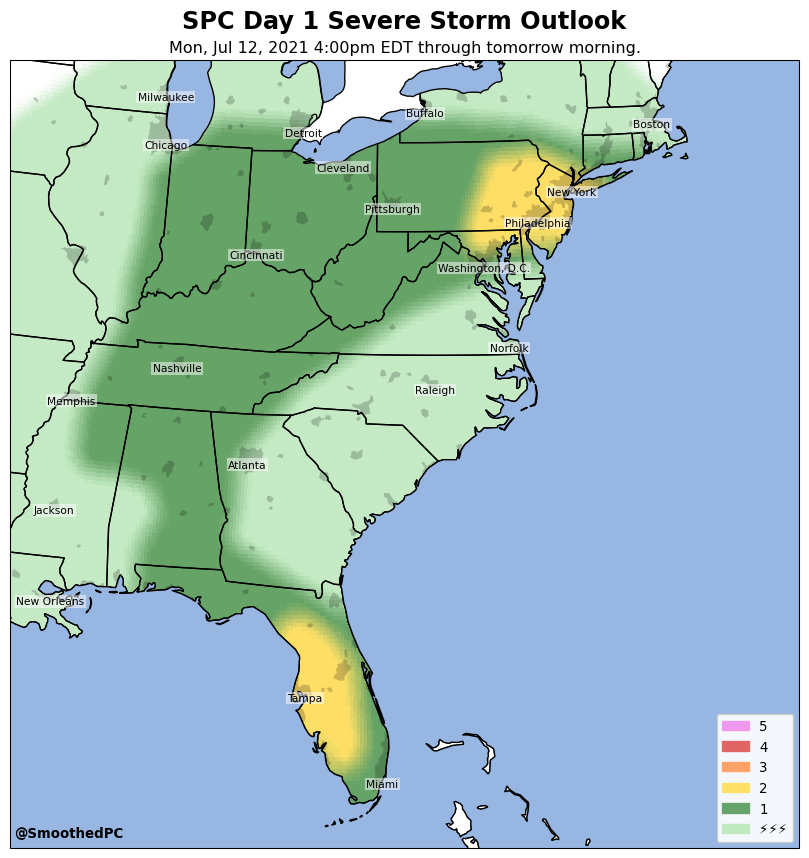 SPC Day 1 Severe Storm Outlook
Mon, Jul 12, 2021 4:00pm EDT through tomorrow morning.
Milwaukee
Buffalo
Boston
Detroit
Chicago
Cleveland
New York
Pittsburgh
Philadelphia
Cincinnati
Washington, D.C.
Norfolk
Nashville
Raleigh
Memphis
Atlanta
Jackson
New Orleans
Tampa
Miami
5
4
3
2
1
⚡⚡⚡
@SmoothedPC